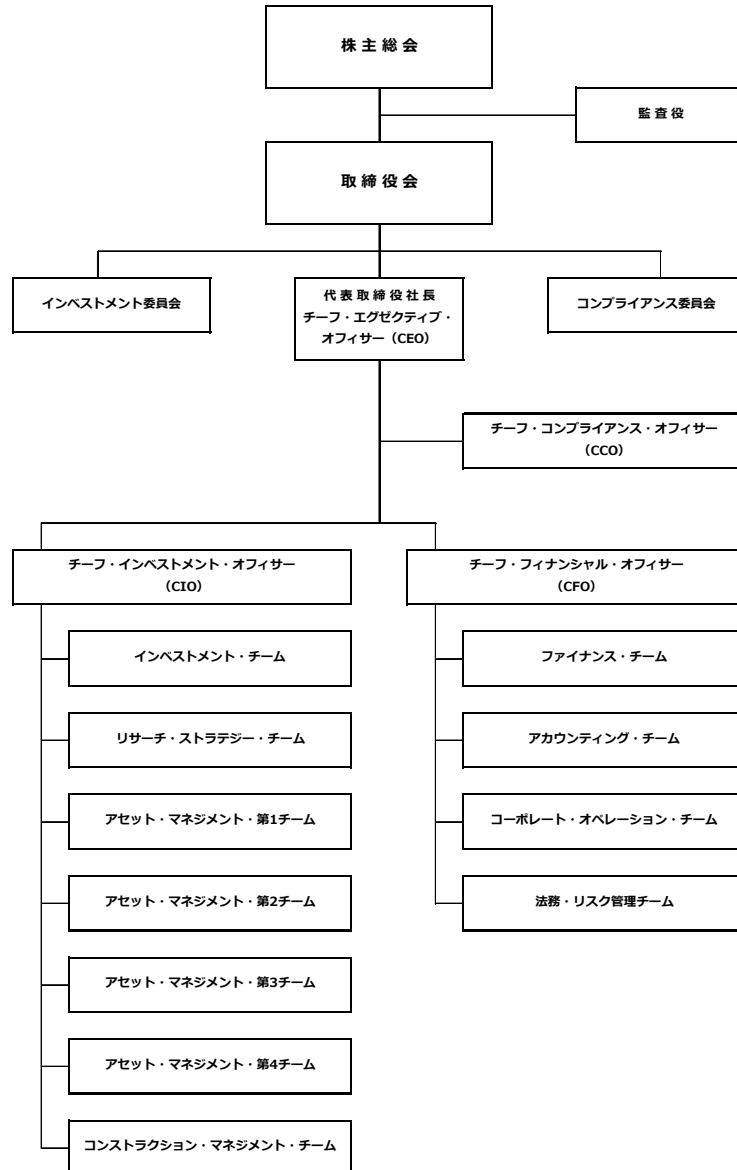 株主総会
監査役
取締役会
インベストメント委員会
代表取締役社長
チーフ・エグゼクティブ・
オフィサー（CEO）
コンプライアンス委員会
チーフ・コンプライアンス・オフィサー
（CCO）
チーフ・インベストメント・オフィサー
（CIO）
チーフ・フィナンシャル・オフィサー
（CFO）
インベストメント・チーム
ファイナンス・チーム
リサーチ・ストラテジー・チーム
アカウンティング・チーム
アセット・マネジメント・第1チーム
コーポレート・オペレーション・チーム
アセット・マネジメント・第2チーム
法務・リスク管理チーム
アセット・マネジメント・第3チーム
アセット・マネジメント・第4チーム
コンストラクション・マネジメント・チーム